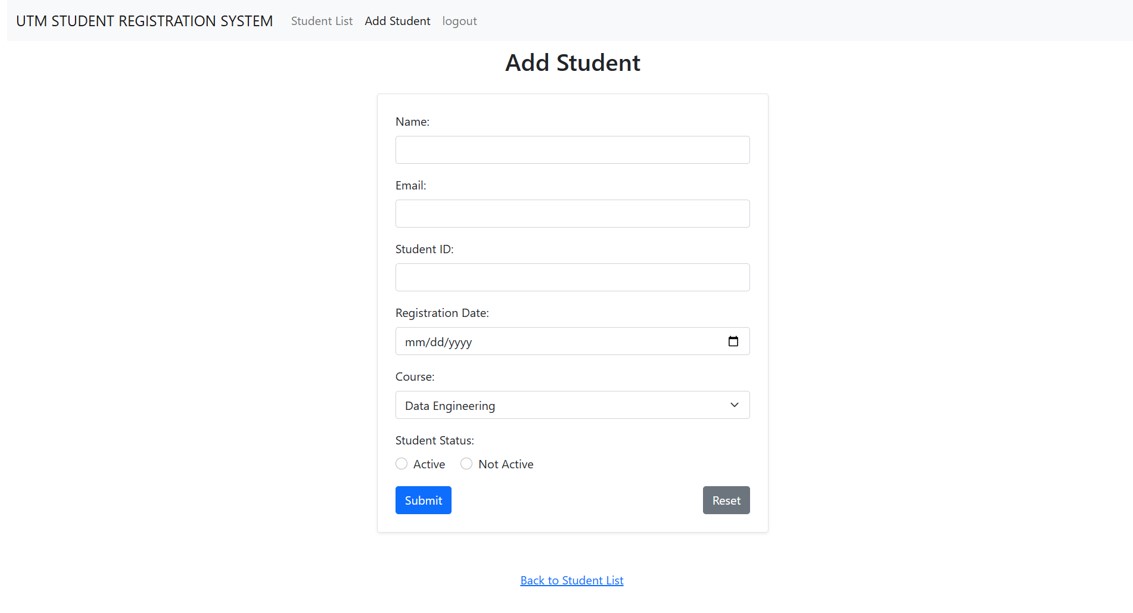 UTM STUDENT REGISTRATION SYSTEM Student List Add Student logout
Add Student
Name:
Email:
Student ID:
Registration Date:
mm/dd/yyyy
Course:
Data Engineering
Student Status:
Active Not Active
Submit Reset
Back to Student List